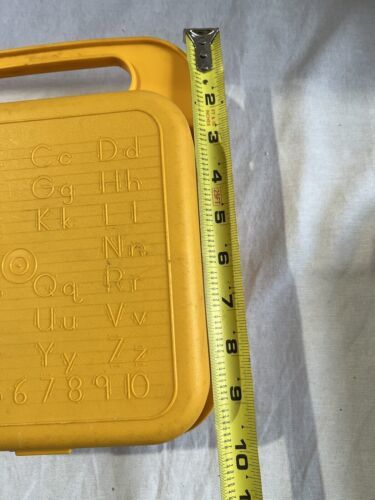 Cc Dd
Gg Hh
Kk Ll
Nn
Qq Rr
Uu Vv
Yy Zz
6 7 8 9 10
2
3
4
5
6
7
8
9
10